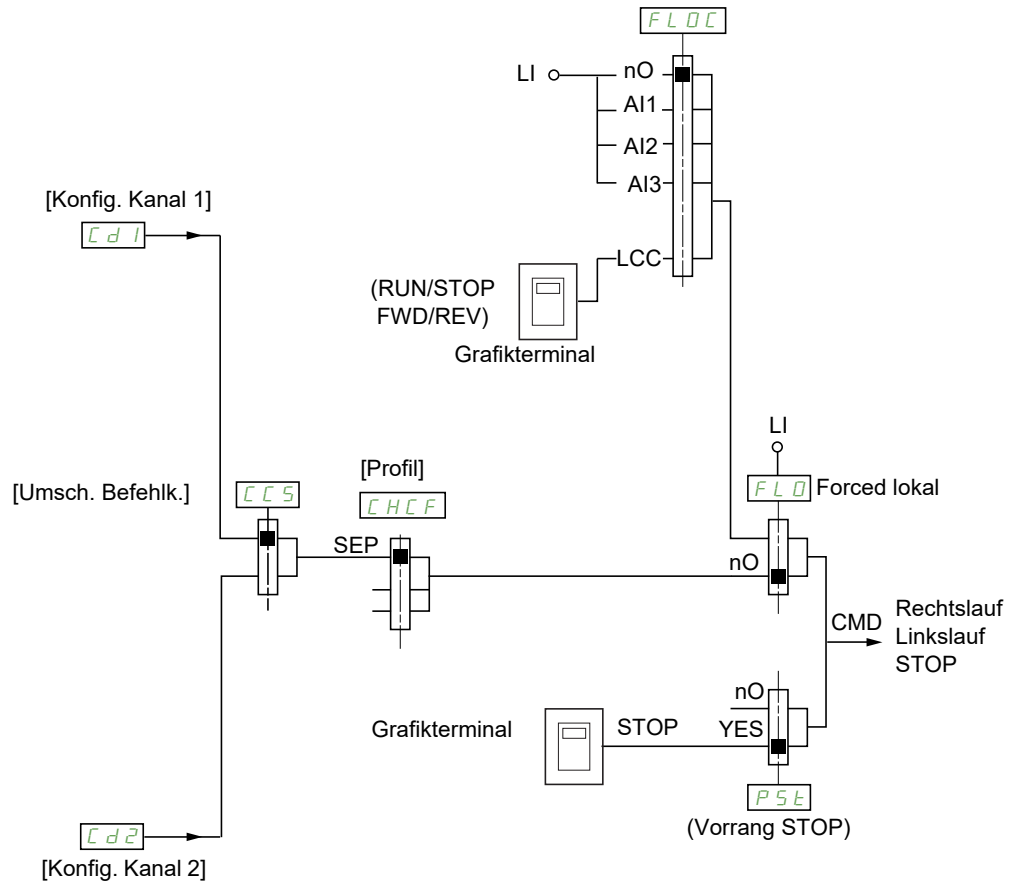 FLOC
LI
nO
AI1
AI2
AI3
LCC
[Konfig. Kanal 1]
Cd1
(RUN/STOP
FWD/REV)
Grafikterminal
LI
FLO Forced lokal
[Profil]
[Umsch. Befehlk.]
CCS
CHCF
SEP
nO
CMD
Rechtslauf
Linkslauf
STOP
nO
Grafikterminal
STOP
YES
PSt
(Vorrang STOP)
Cd2
[Konfig. Kanal 2]